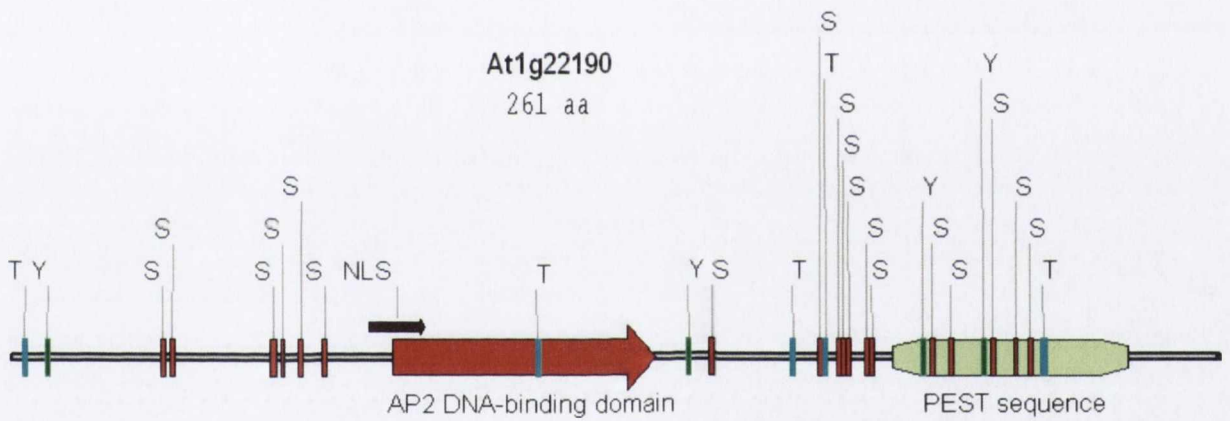 S
At1g22190
T
Y
261 aa
S
S
S
S
S
Y
S
S
S
S
S
S
T Y
S
S
S
NLS
T
Y S
T
S
S
T
AP2 DNA-binding domain
PEST sequence